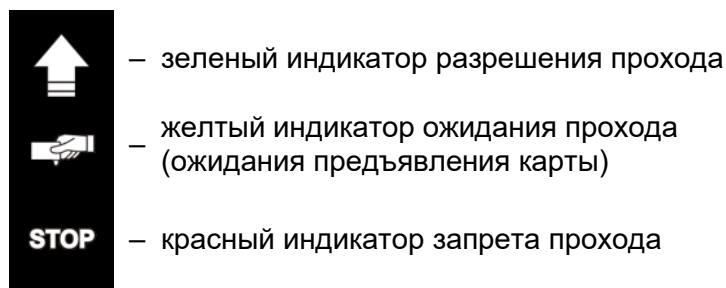 – зеленый индикатор разрешения прохода
– желтый индикатор ожидания прохода
(ожидания предъявления карты)
STOP – красный индикатор запрета прохода